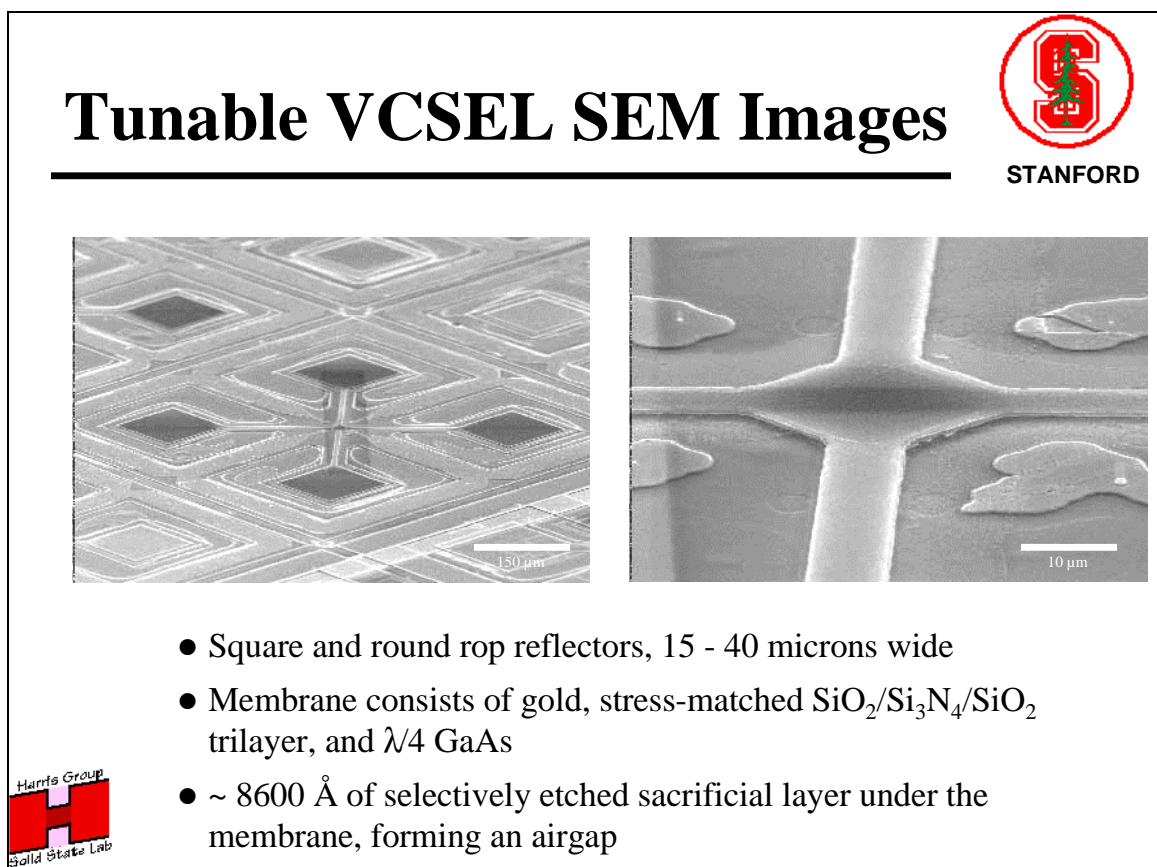 Tunable VCSEL SEM Images
STANFORD
150 µm
10 µm
● Square and round rop reflectors, 15 - 40 microns wide
● Membrane consists of gold, stress-matched SiO₂/Si₃N₄/SiO₂
trilayer, and λ/4 GaAs
● ~ 8600 Å of selectively etched sacrificial layer under the
membrane, forming an airgap
Harris Group
H
Solid State Lab